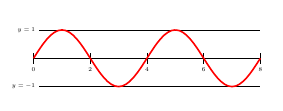 y = 1
0 2 4 6 8
y = −1